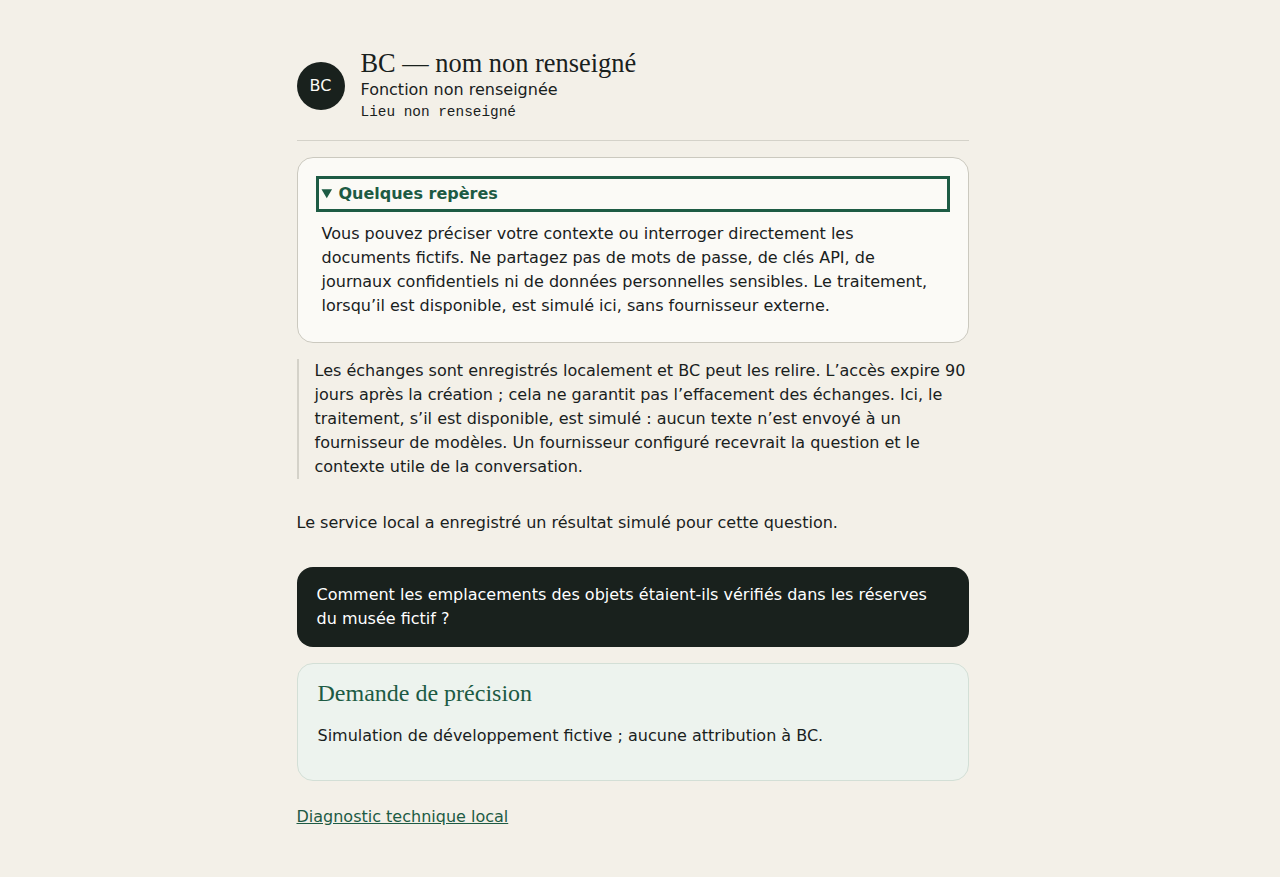 BC
BC — nom non renseigné
Fonction non renseignée
Lieu non renseigné
Quelques repères
Vous pouvez préciser votre contexte ou interroger directement les
documents fictifs. Ne partagez pas de mots de passe, de clés API, de
journaux confidentiels ni de données personnelles sensibles. Le traitement,
lorsqu’il est disponible, est simulé ici, sans fournisseur externe.
Les échanges sont enregistrés localement et BC peut les relire. L’accès expire 90
jours après la création ; cela ne garantit pas l’effacement des échanges. Ici, le
traitement, s’il est disponible, est simulé : aucun texte n’est envoyé à un
fournisseur de modèles. Un fournisseur configuré recevrait la question et le
contexte utile de la conversation.
Le service local a enregistré un résultat simulé pour cette question.
Comment les emplacements des objets étaient-ils vérifiés dans les réserves
du musée fictif ?
Demande de précision
Simulation de développement fictive ; aucune attribution à BC.
Diagnostic technique local